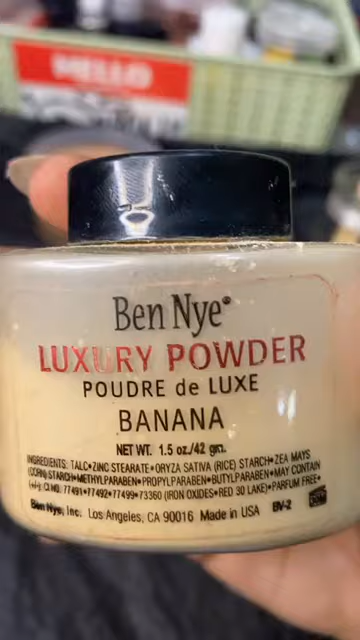 HELLO
Ben Nye®
LUXURY POWDER
POUDRE de LUXE
BANANA
NET WT. 1.5 oz./42 gm.
INGREDIENTS: TALC•ZINC STEARATE•ORYZA SATIVA (RICE) STARCH•ZEA MAYS
(CORN) STARCH•METHYLPARABEN•PROPYLPARABEN•BUTYLPARABEN•MAY CONTAIN
(+/-): CI NO. 77491•77492•77499•73360 (IRON OXIDES•RED 30 LAKE)•PARFUM FREE•
Ben Nye, Inc. Los Angeles, CA 90016 Made in USA BV-2